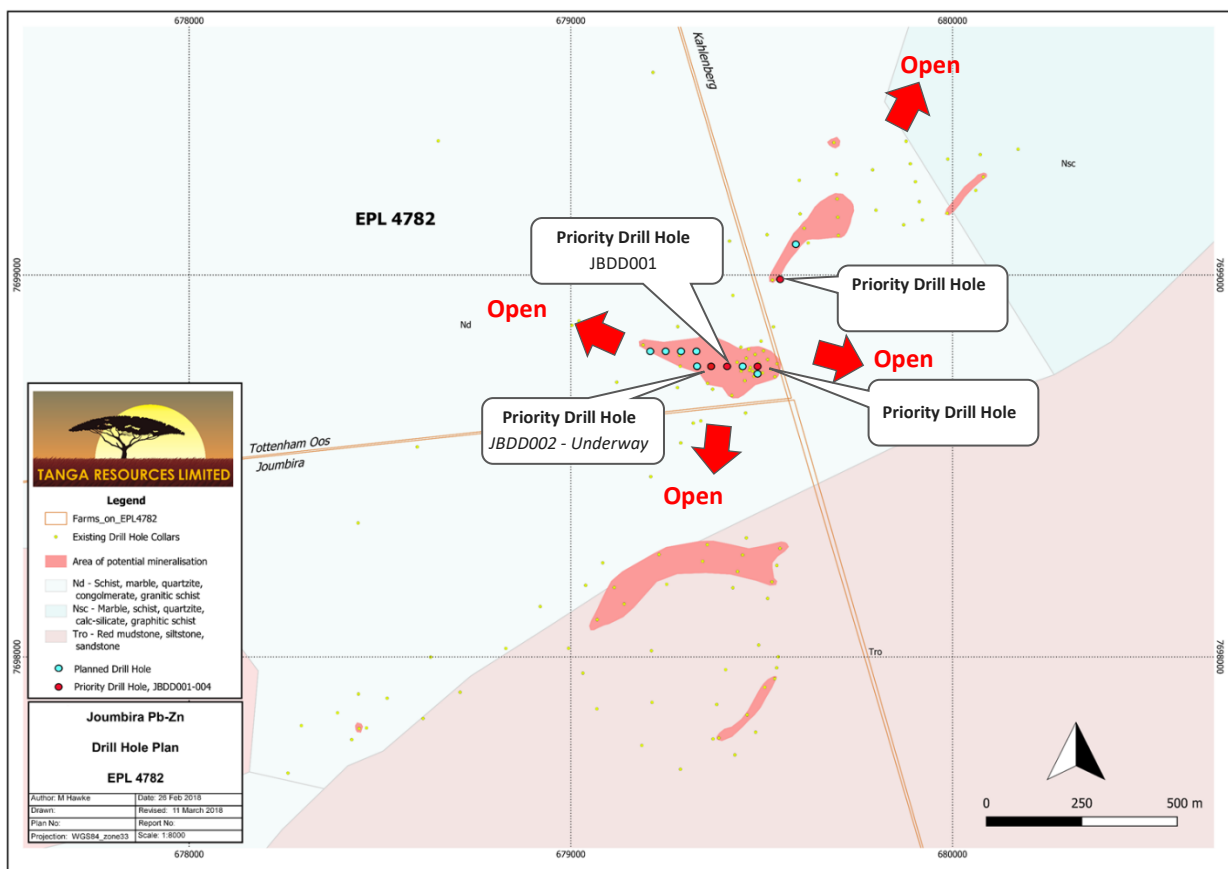 678000
679000
680000
Kahlenberg
Open
Nsc
EPL 4782
Priority Drill Hole
JBDD001
7699000
7699000
Priority Drill Hole
Open
Nd
Open
Priority Drill Hole
Priority Drill Hole
JBDD002 - Underway
Tottenham Oos
Joumbira
Open
TANGA RESOURCES LIMITED
Legend
Farms_on_EPL4782
Existing Drill Hole Collars
Area of potential mineralisation
Nd - Schist, marble, quartzite,
congolmerate, granitic schist
Nsc - Marble, schist, quartzite,
calc-silicate, graphitic schist
Tro - Red mudstone, siltstone,
sandstone
Planned Drill Hole
Priority Drill Hole, JBDD001-004
7698000
7698000
Tro
Joumbira Pb-Zn
Drill Hole Plan
EPL 4782
Author: M Hawke
Date: 26 Feb 2018
Drawn:
Revised: 11 March 2018
Plan No:
Report No:
Projection: WGS84_zone33
Scale: 1:8000
0 250 500 m
678000
679000
680000